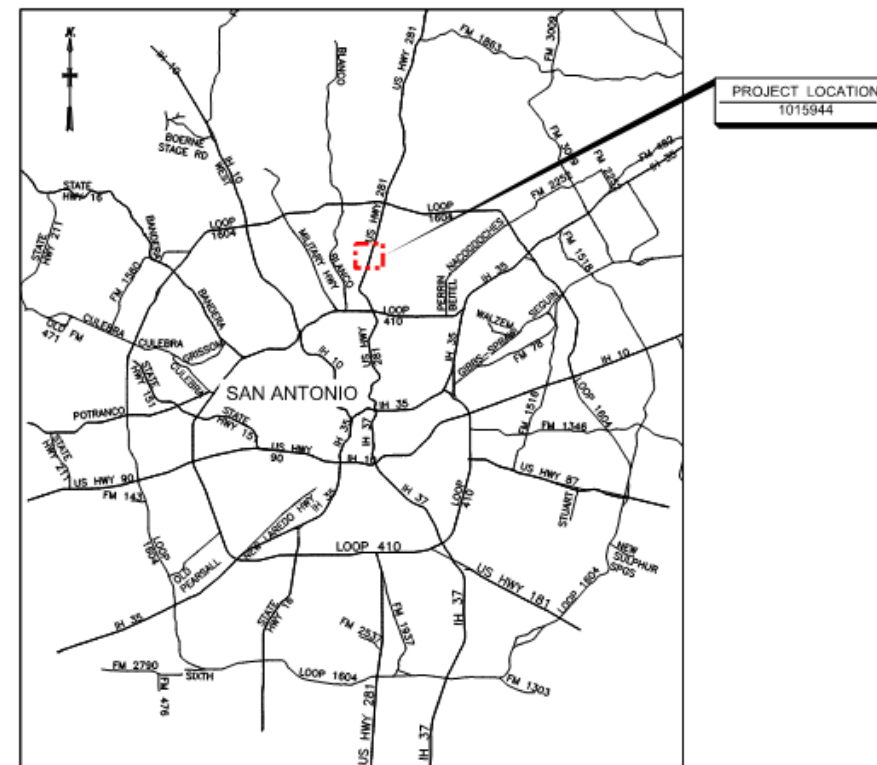 N
FM 3009
FM 1863
US HWY 281
BLANCO
IH 10
PROJECT LOCATION
1015944
BOERNE
STAGE RD
FM 3009
FM 482
IH 10
WEST
FM 2252
STATE
HWY 16
US HWY 281
LOOP
1604
LOOP
1604
STATE
HWY 211
BANDERA
MILITARY HWY
BLANCO
NACOGDOCHES
FM 1518
FM 1560
PERRIN
BEITEL
IH 35
SEGUIN
BANDERA
LOOP
410
WALZEM
OLD FM
471
CULEBRA
CULEBRA
GRISSOM
US HWY
281
IH 35
FM 78
IH 10
IH 10
CULEBRA
STATE
HWY 151
SAN ANTONIO
LOOP 1604
POTRANCO
IH 35
STATE
HWY 151
IH 35
IH 37
FM 1516
FM 1346
STATE
HWY 211
US HWY
90
IH 10
US HWY 90
US HWY 87
FM 143
IH 37
LOOP
410
STUART
IH 35
NEW LAREDO HWY
LOOP
1604
LOOP 410
NEW
SULPHUR
SPGS
OLD
PEARSALL
US HWY 181
LOOP 1604
IH 35
STATE
HWY 16
FM 2537
FM 1937
IH 37
FM 2790
SIXTH
LOOP 1604
FM 1303
FM 476
US HWY 281
IH 37